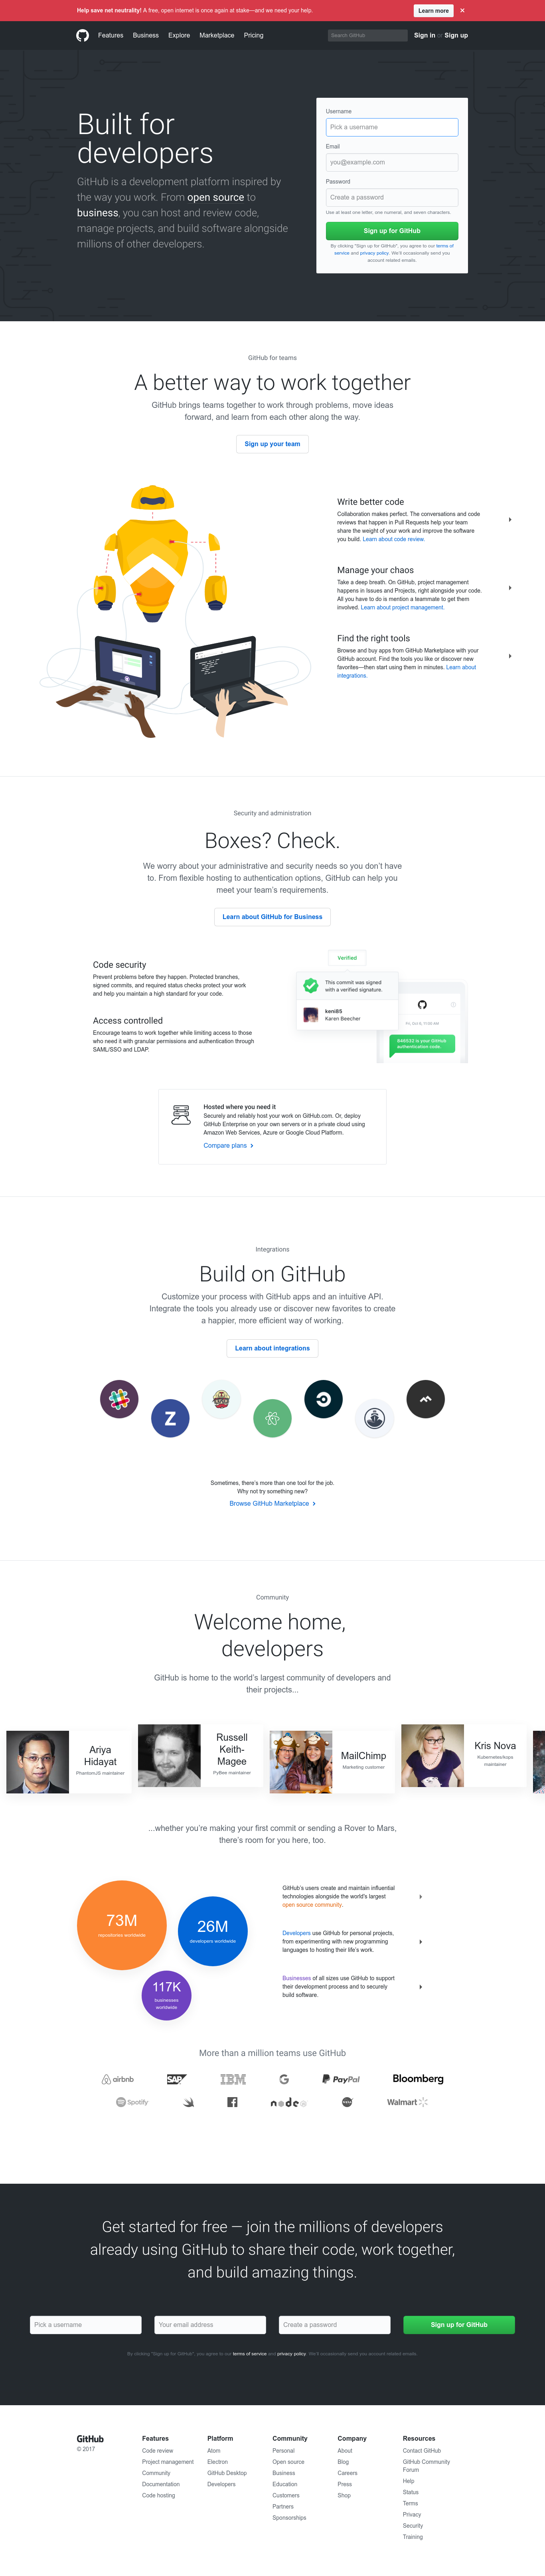 Help save net neutrality! A free, open internet is once again at stake—and we need your help.
Learn more
Features Business Explore Marketplace Pricing
Search GitHub
Sign in or Sign up
Built for
developers
GitHub is a development platform inspired by
the way you work. From open source to
business, you can host and review code,
manage projects, and build software alongside
millions of other developers.
Username
Pick a username
Email
you@example.com
Password
Create a password
Use at least one letter, one numeral, and seven characters.
Sign up for GitHub
By clicking "Sign up for GitHub", you agree to our terms of
service and privacy policy. We'll occasionally send you
account related emails.
GitHub for teams
A better way to work together
GitHub brings teams together to work through problems, move ideas
forward, and learn from each other along the way.
Sign up your team
Write better code
Collaboration makes perfect. The conversations and code
reviews that happen in Pull Requests help your team
share the weight of your work and improve the software
you build. Learn about code review.
Manage your chaos
Take a deep breath. On GitHub, project management
happens in Issues and Projects, right alongside your code.
All you have to do is mention a teammate to get them
involved. Learn about project management.
Find the right tools
Browse and buy apps from GitHub Marketplace with your
GitHub account. Find the tools you like or discover new
favorites—then start using them in minutes. Learn about
integrations.
Security and administration
Boxes? Check.
We worry about your administrative and security needs so you don't have
to. From flexible hosting to authentication options, GitHub can help you
meet your team's requirements.
Learn about GitHub for Business
Code security
Prevent problems before they happen. Protected branches,
signed commits, and required status checks protect your work
and help you maintain a high standard for your code.
Access controlled
Encourage teams to work together while limiting access to those
who need it with granular permissions and authentication through
SAML/SSO and LDAP.
Verified
This commit was signed
with a verified signature.
keni85
Karen Beecher
Fri, Oct 6, 11:00 AM
846532 is your GitHub
authentication code.
Hosted where you need it
Securely and reliably host your work on GitHub.com. Or, deploy
GitHub Enterprise on your own servers or in a private cloud using
Amazon Web Services, Azure or Google Cloud Platform.
Compare plans
Integrations
Build on GitHub
Customize your process with GitHub apps and an intuitive API.
Integrate the tools you already use or discover new favorites to create
a happier, more efficient way of working.
Learn about integrations
Z
Sometimes, there's more than one tool for the job.
Why not try something new?
Browse GitHub Marketplace
Community
Welcome home,
developers
GitHub is home to the world's largest community of developers and
their projects...
Ariya
Hidayat
PhantomJS maintainer
Russell
Keith-
Magee
PyBee maintainer
MailChimp
Marketing customer
Kris Nova
Kubernetes/kops
maintainer
...whether you're making your first commit or sending a Rover to Mars,
there's room for you here, too.
73M
repositories worldwide
26M
developers worldwide
117K
businesses
worldwide
GitHub's users create and maintain influential
technologies alongside the world's largest
open source community.
Developers use GitHub for personal projects,
from experimenting with new programming
languages to hosting their life's work.
Businesses of all sizes use GitHub to support
their development process and to securely
build software.
More than a million teams use GitHub
airbnb SAP IBM G PayPal Bloomberg
Spotify node NASA Walmart
Get started for free — join the millions of developers
already using GitHub to share their code, work together,
and build amazing things.
Pick a username
Your email address
Create a password
Sign up for GitHub
By clicking "Sign up for GitHub", you agree to our terms of service and privacy policy. We'll occasionally send you account related emails.
GitHub
© 2017
Features
Code review
Project management
Community
Documentation
Code hosting
Platform
Atom
Electron
GitHub Desktop
Developers
Community
Personal
Open source
Business
Education
Customers
Partners
Sponsorships
Company
About
Blog
Careers
Press
Shop
Resources
Contact GitHub
GitHub Community
Forum
Help
Status
Terms
Privacy
Security
Training